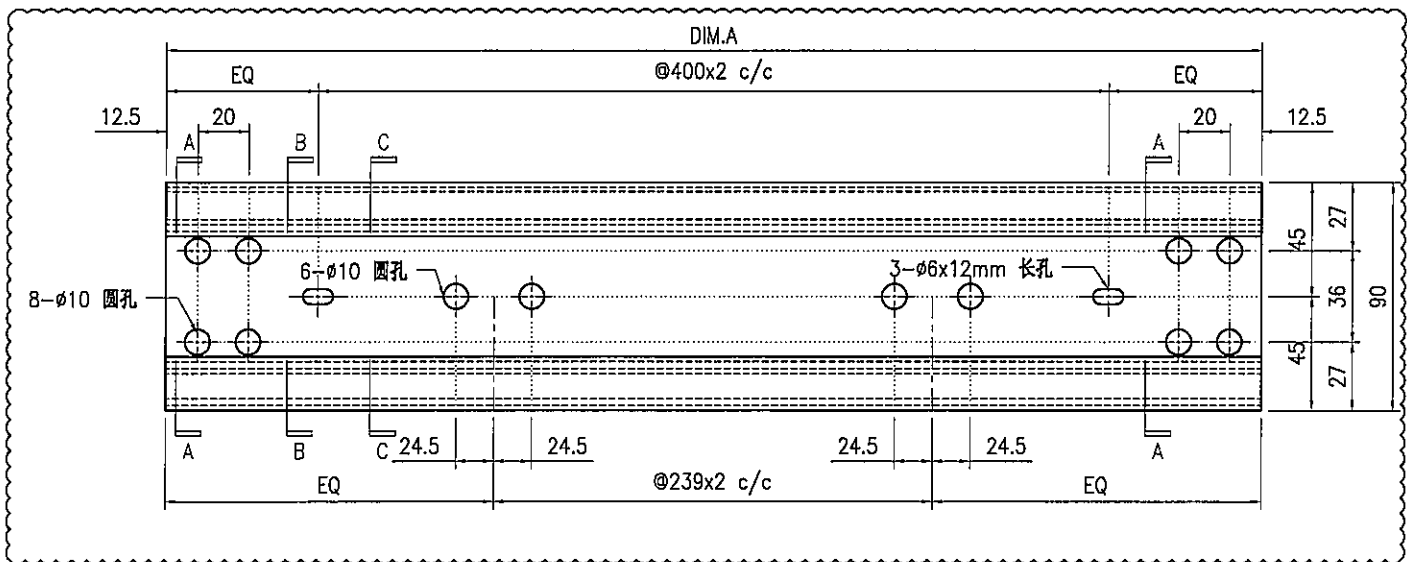 DIM.A
EQ
@400x2 c/c
EQ
12.5
20
20
12.5
A
B
C
A
27
45
6-ø10 圆孔
3-ø6x12mm 长孔
8-ø10 圆孔
36
90
45
27
A
B
C
24.5
24.5
24.5
24.5
A
EQ
@239x2 c/c
EQ